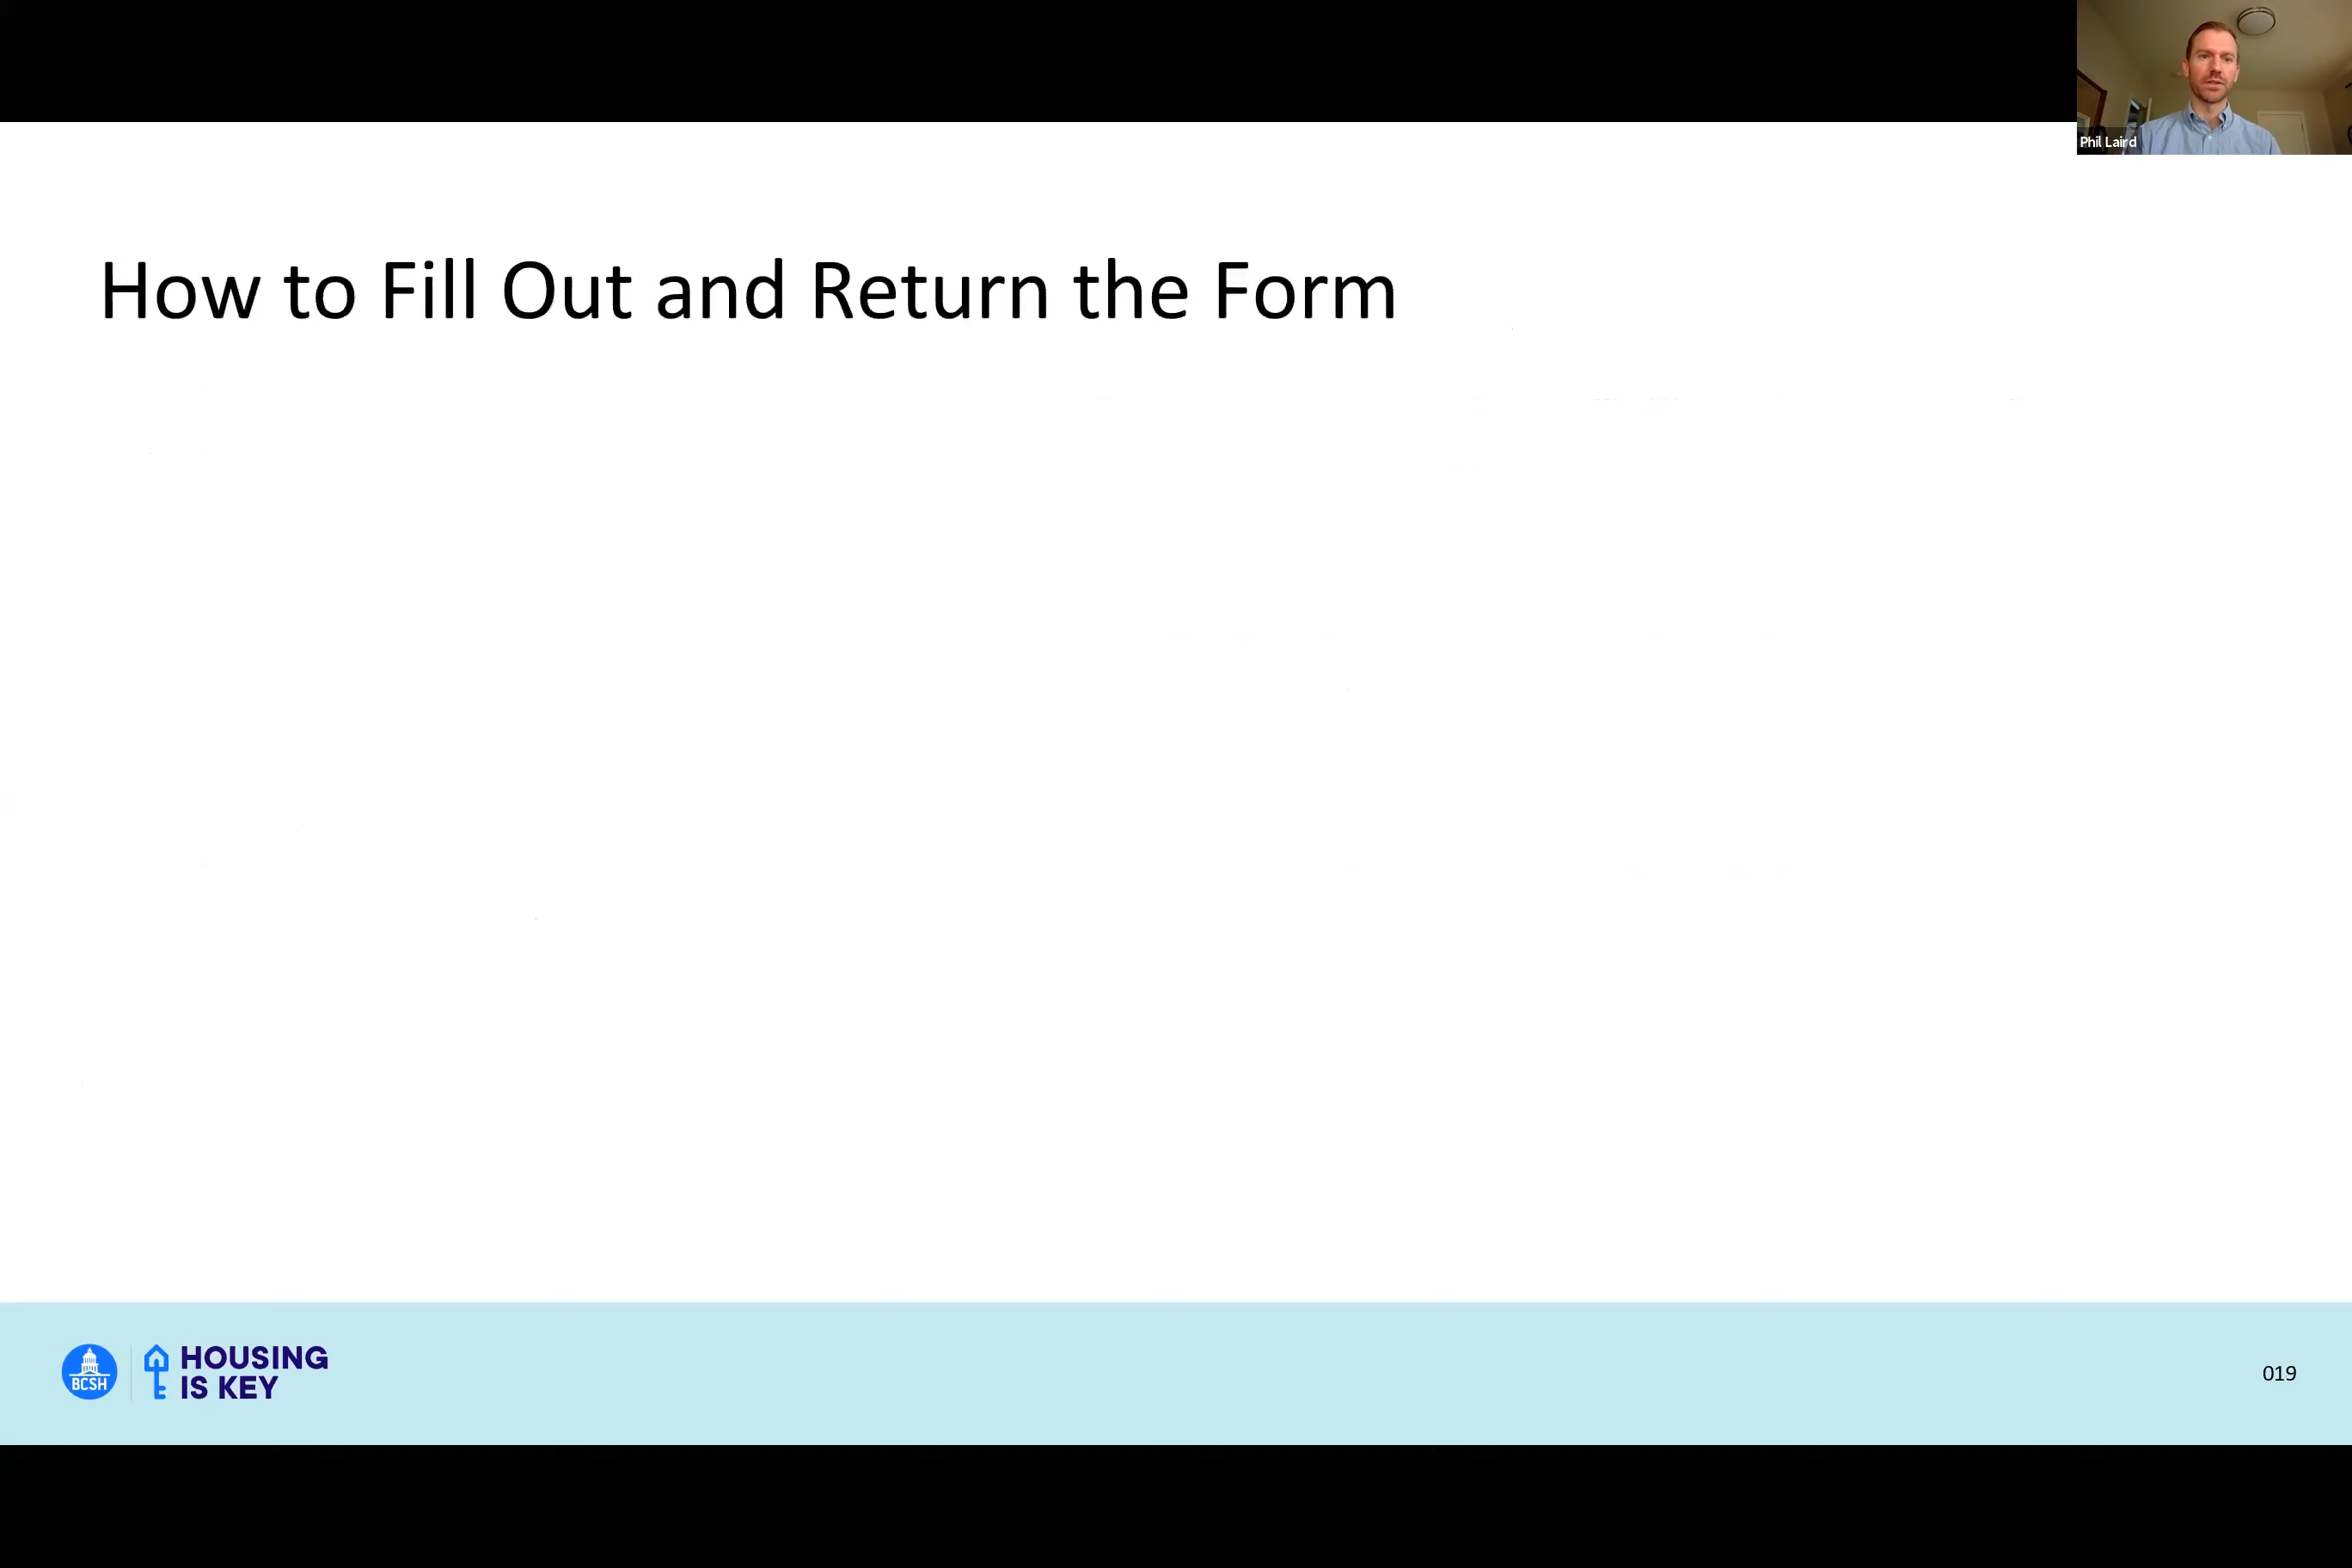 Phil Laird
How to Fill Out and Return the Form
BCSH
HOUSING
IS KEY
019